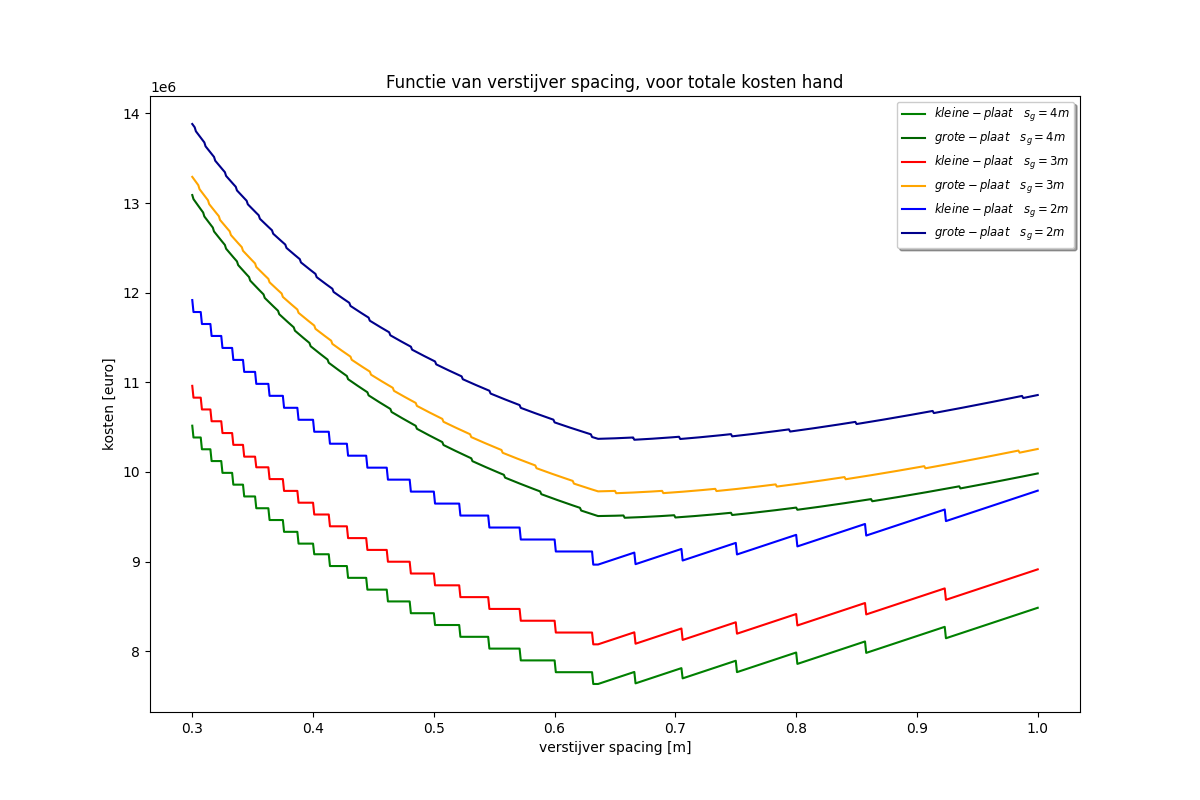 Functie van verstijver spacing, voor totale kosten hand
1e6
14
13
12
11
10
9
8
kosten [euro]
kleine − plaat s_g = 4m
grote − plaat s_g = 4m
kleine − plaat s_g = 3m
grote − plaat s_g = 3m
kleine − plaat s_g = 2m
grote − plaat s_g = 2m
0.3 0.4 0.5 0.6 0.7 0.8 0.9 1.0
verstijver spacing [m]